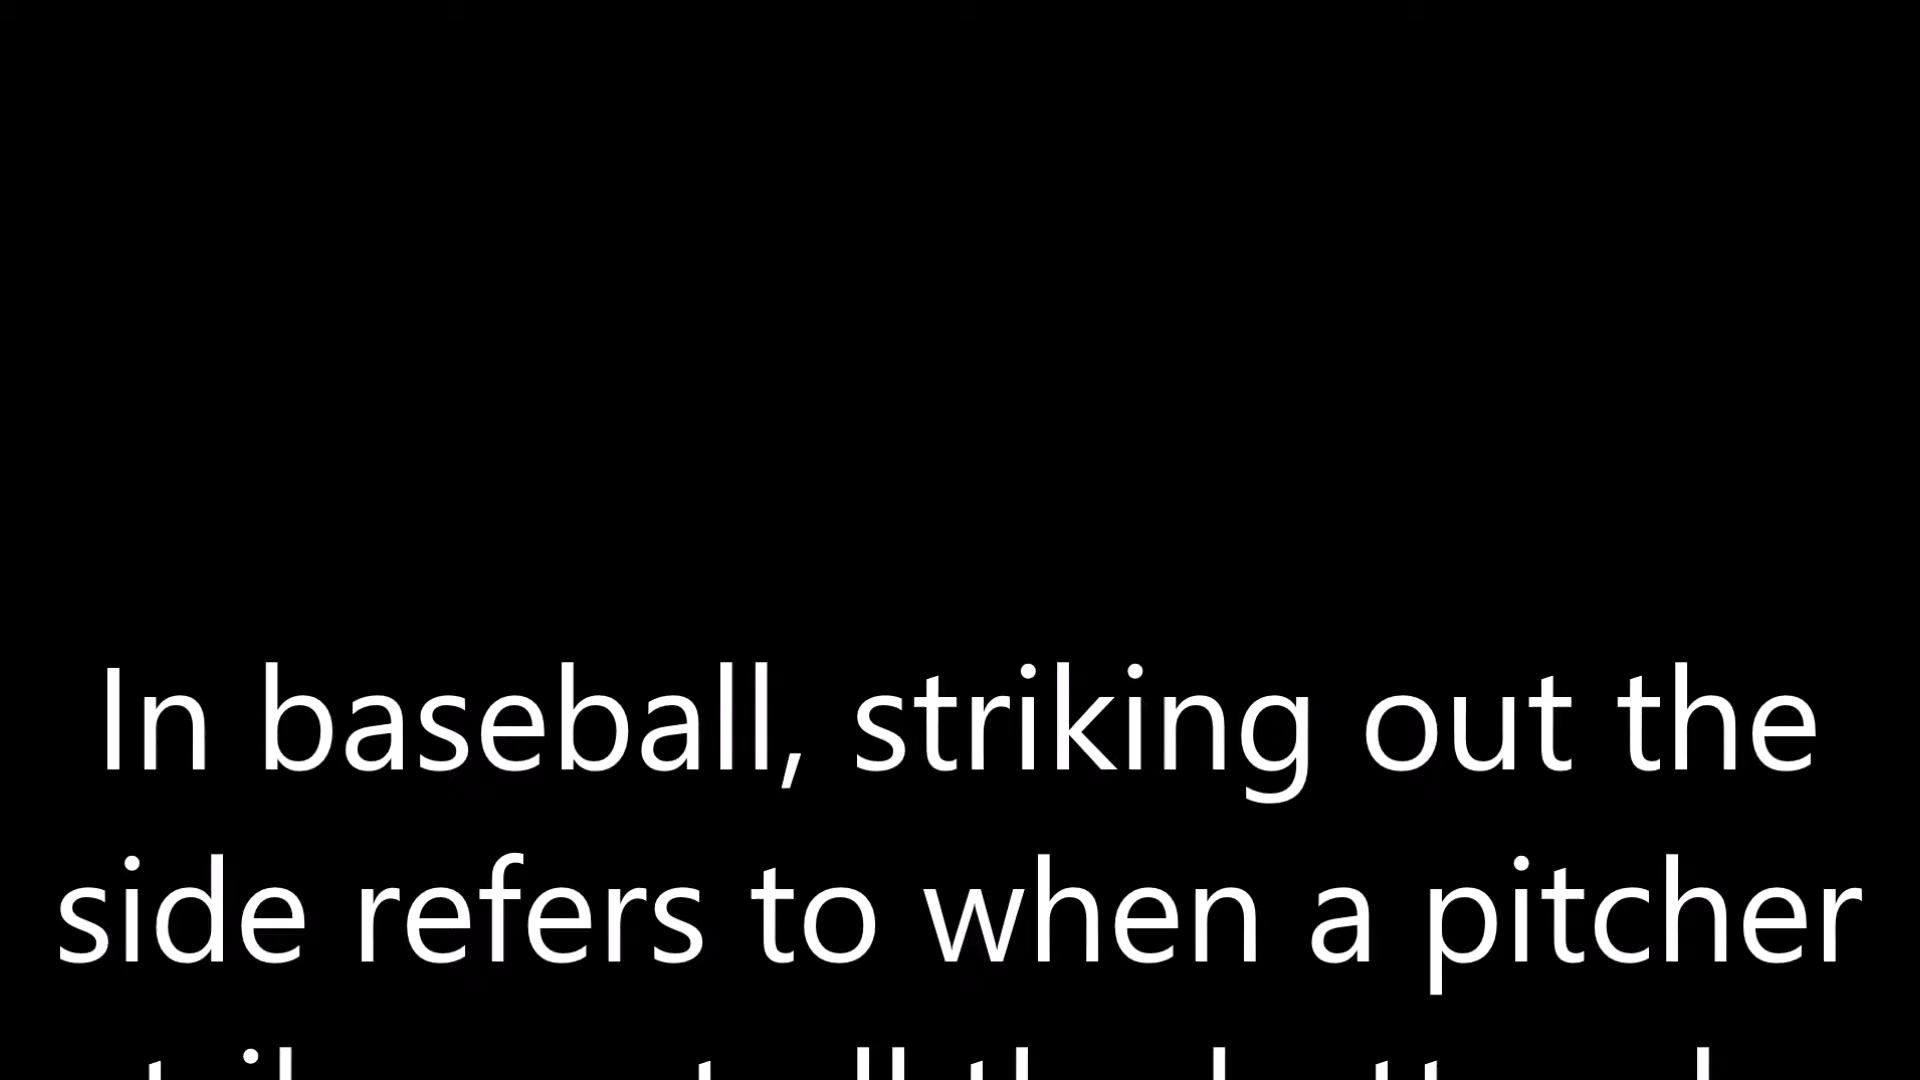 In baseball, striking out the
side refers to when a pitcher